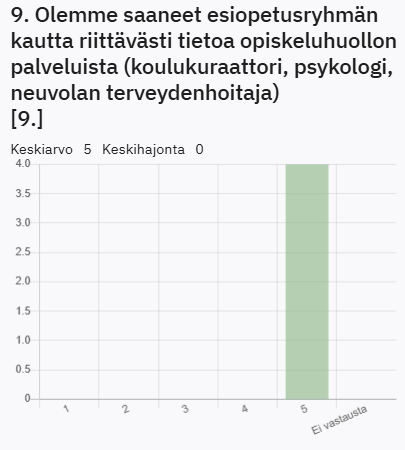 9. Olemme saaneet esiopetusryhmän
kautta riittävästi tietoa opiskeluhuollon
palveluista (koulukuraattori, psykologi,
neuvolan terveydenhoitaja)
[9.]
Keskiarvo 5 Keskihajonta 0
4.0
3.5
3.0
2.5
2.0
1.5
1.0
0.5
0
1 2 3 4 5 Ei vastausta